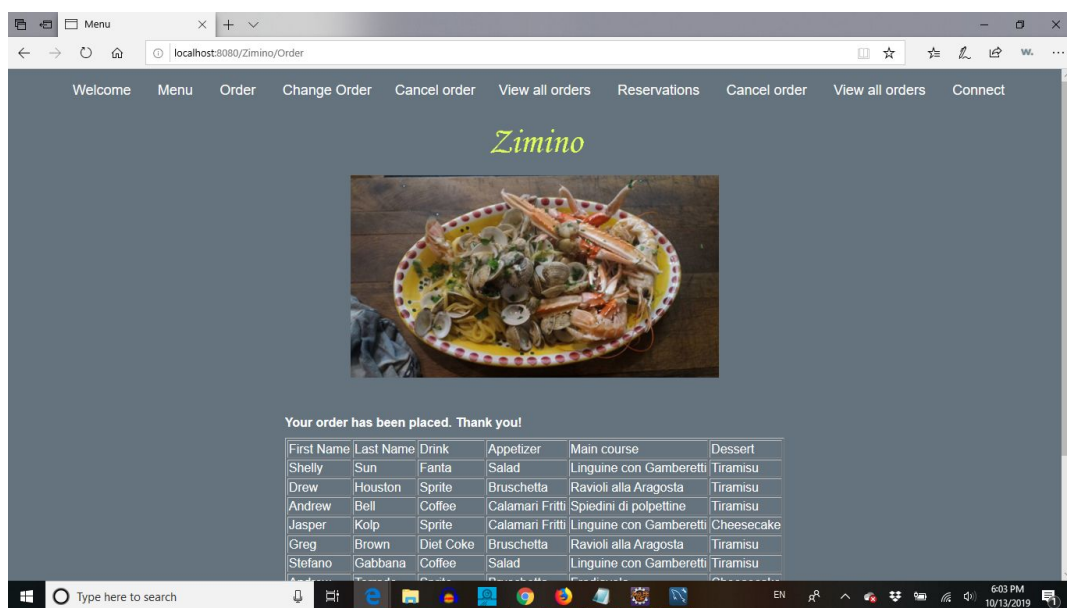 Menu
localhost:8080/Zimino/Order
W.
Welcome Menu Order Change Order Cancel order View all orders Reservations Cancel order View all orders Connect
Zimino
Your order has been placed. Thank you!
First Name Last Name Drink Appetizer Main course Dessert
Shelly Sun Fanta Salad Linguine con Gamberetti Tiramisu
Drew Houston Sprite Bruschetta Ravioli alla Aragosta Tiramisu
Andrew Bell Coffee Calamari Fritti Spiedini di polpettine Tiramisu
Jasper Kolp Sprite Calamari Fritti Linguine con Gamberetti Cheesecake
Greg Brown Diet Coke Bruschetta Ravioli alla Aragosta Tiramisu
Stefano Gabbana Coffee Salad Linguine con Gamberetti Tiramisu
Type here to search EN 6:03 PM
10/13/2019